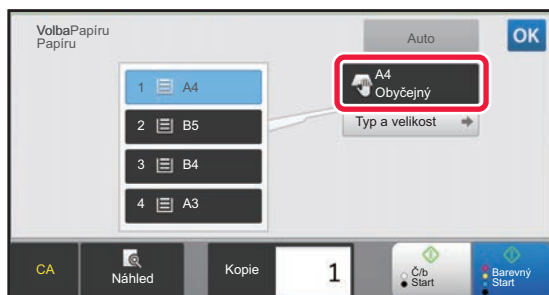 VolbaPapíru
Papíru
Auto
OK
1 A4
2 B5
3 B4
4 A3
A4
Obyčejný
Typ a velikost
CA
Náhled
Kopie
1
Č/b
Start
Barevný
Start